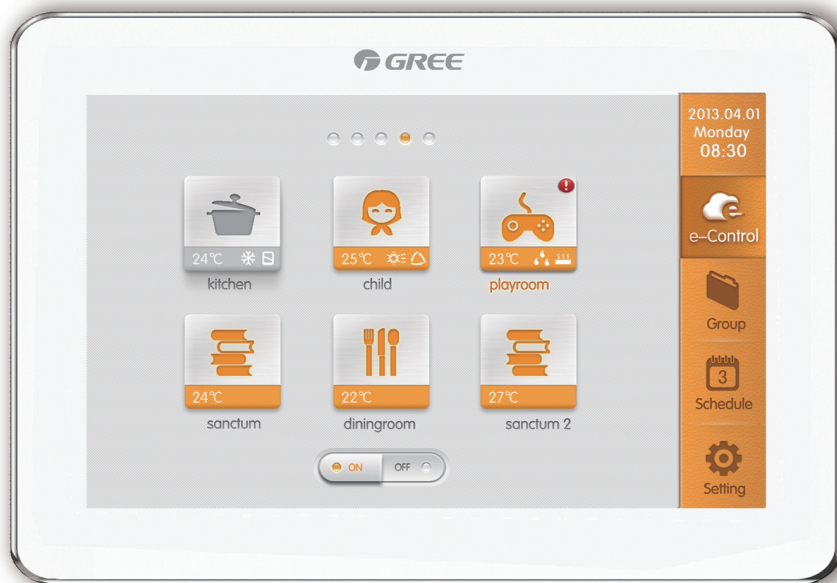 GREE
2013.04.01
Monday
08:30
e-Control
Group
3
Schedule
Setting
24℃
kitchen
25℃
child
23℃
playroom
24℃
sanctum
22℃
diningroom
27℃
sanctum 2
ON OFF